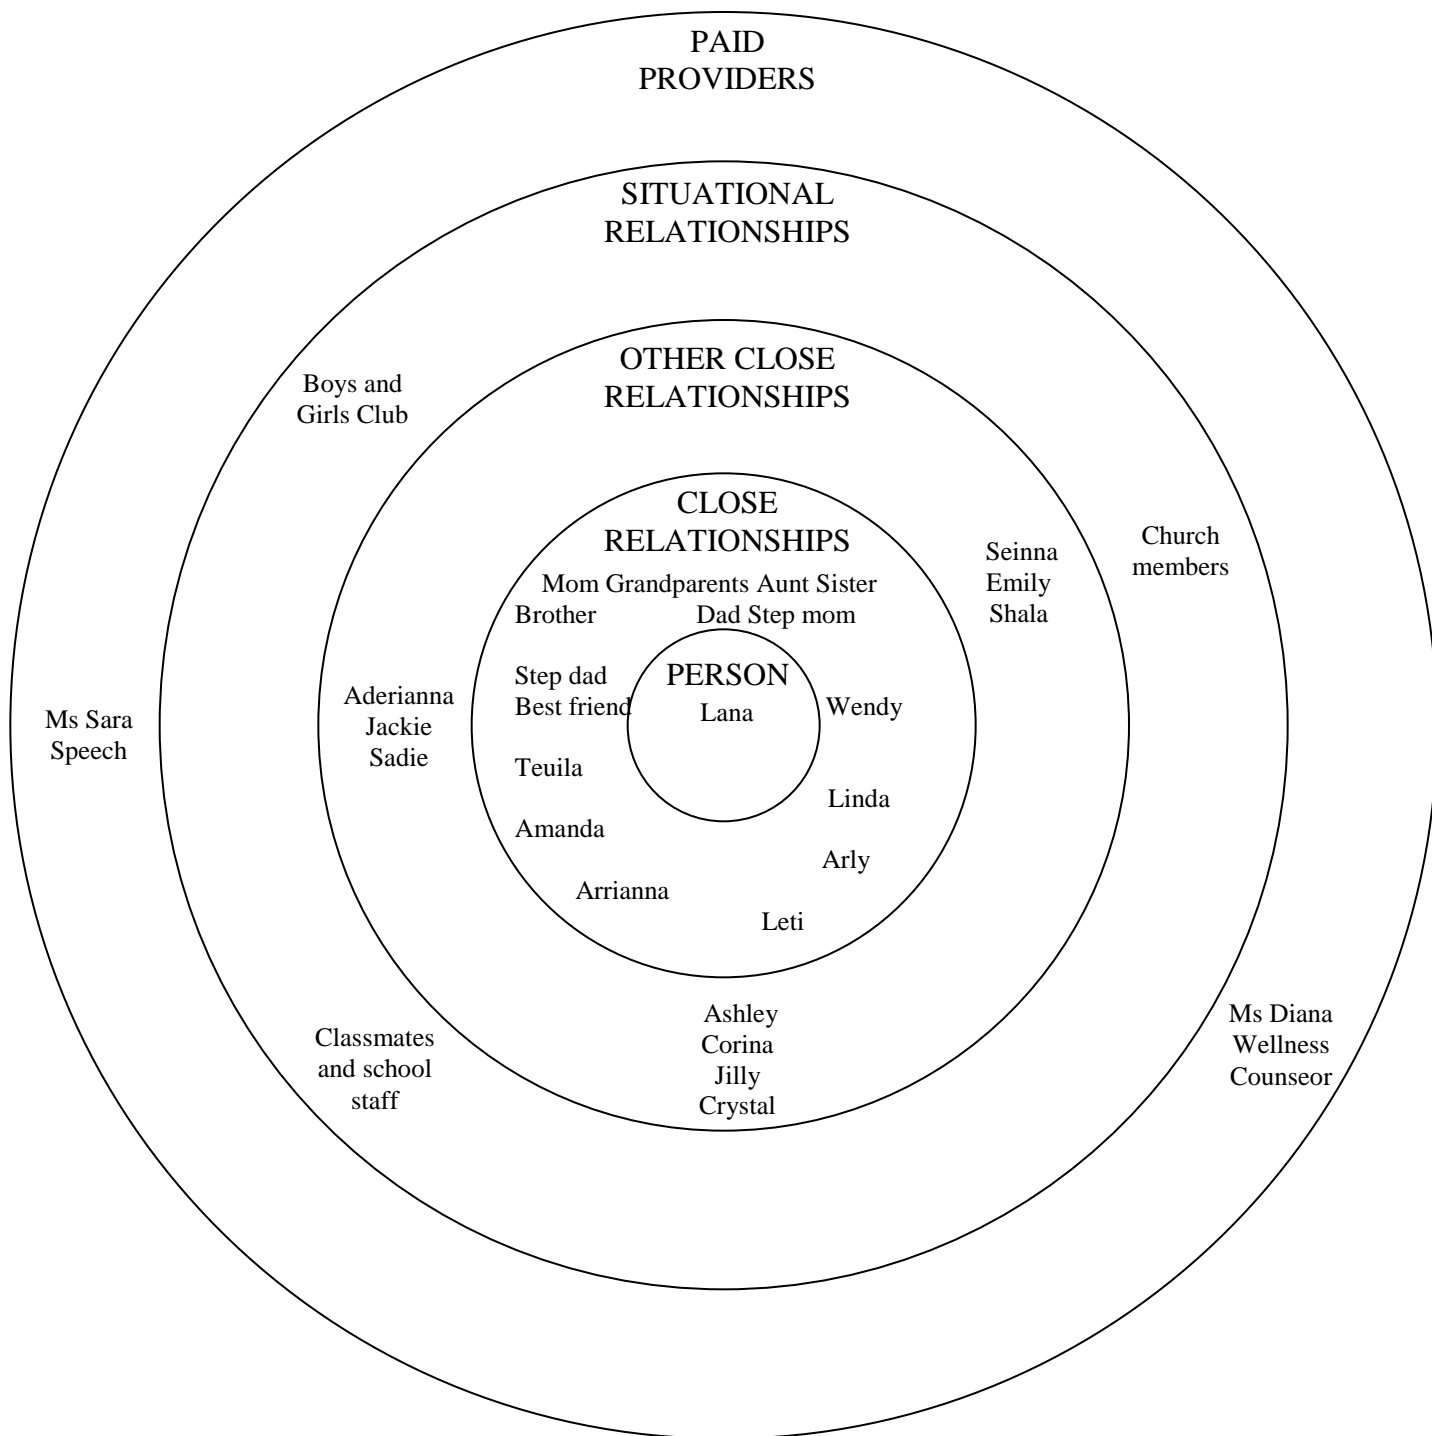 PAID
PROVIDERS
SITUATIONAL
RELATIONSHIPS
OTHER CLOSE
RELATIONSHIPS
Boys and
Girls Club
CLOSE
RELATIONSHIPS
Church
members
Seinna
Emily
Shala
Mom Grandparents Aunt Sister
Brother Dad Step mom
Step dad
Best friend
PERSON
Lana
Wendy
Aderianna
Jackie
Sadie
Ms Sara
Speech
Teuila
Linda
Amanda
Arly
Arrianna
Leti
Ashley
Corina
Jilly
Crystal
Classmates
and school
staff
Ms Diana
Wellness
Counseor